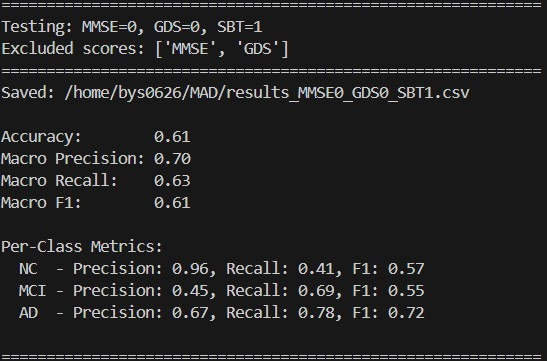 ============================================================
Testing: MMSE=0, GDS=0, SBT=1
Excluded scores: ['MMSE', 'GDS']
============================================================
Saved: /home/bys0626/MAD/results_MMSE0_GDS0_SBT1.csv
Accuracy: 0.61
Macro Precision: 0.70
Macro Recall: 0.63
Macro F1: 0.61
Per-Class Metrics:
NC - Precision: 0.96, Recall: 0.41, F1: 0.57
MCI - Precision: 0.45, Recall: 0.69, F1: 0.55
AD - Precision: 0.67, Recall: 0.78, F1: 0.72
============================================================